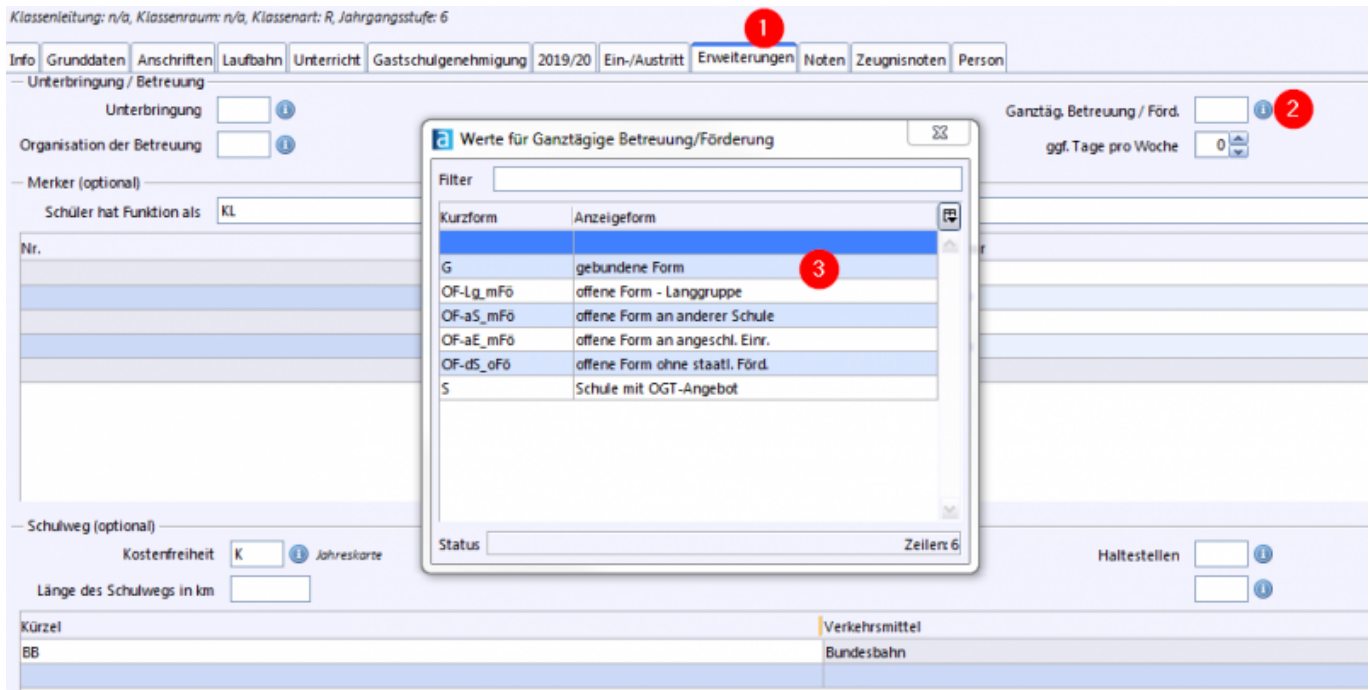 Klassenleitung: n/a, Klassenraum: n/a, Klassenart: R, Jahrgangsstufe: 6
1
Info Grunddaten Anschriften Laufbahn Unterricht Gastschulgenehmigung 2019/20 Ein-/Austritt Erweiterungen Noten Zeugnisnoten Person
Unterbringung / Betreuung
Unterbringung
Ganztäg. Betreuung / Förd.
2
Organisation der Betreuung
ggf. Tage pro Woche 0
Merker (optional)
Schüler hat Funktion als KL
Nr.
a Werte für Ganztägige Betreuung/Förderung
Filter
Kurzform Anzeigeform
G gebundene Form
3
OF-Lg_mFö offene Form - Langgruppe
OF-aS_mFö offene Form an anderer Schule
OF-aE_mFö offene Form an angeschl. Einr.
OF-dS_oFö offene Form ohne staatl. Förd.
S Schule mit OGT-Angebot
Status Zeilen: 6
Schulweg (optional)
Kostenfreiheit K Jahreskarte
Haltestellen
Länge des Schulwegs in km
Kürzel Verkehrsmittel
BB Bundesbahn